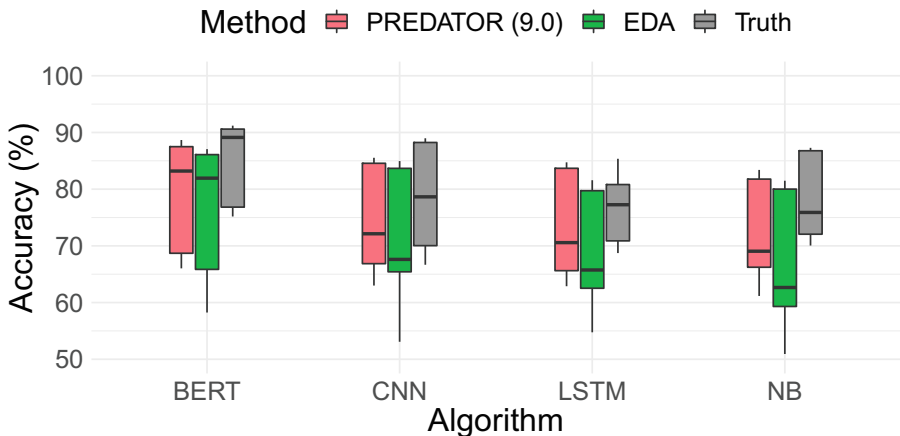 Method PREDATOR (9.0) EDA Truth
Accuracy (%)
100
90
80
70
60
50
BERT CNN LSTM NB
Algorithm